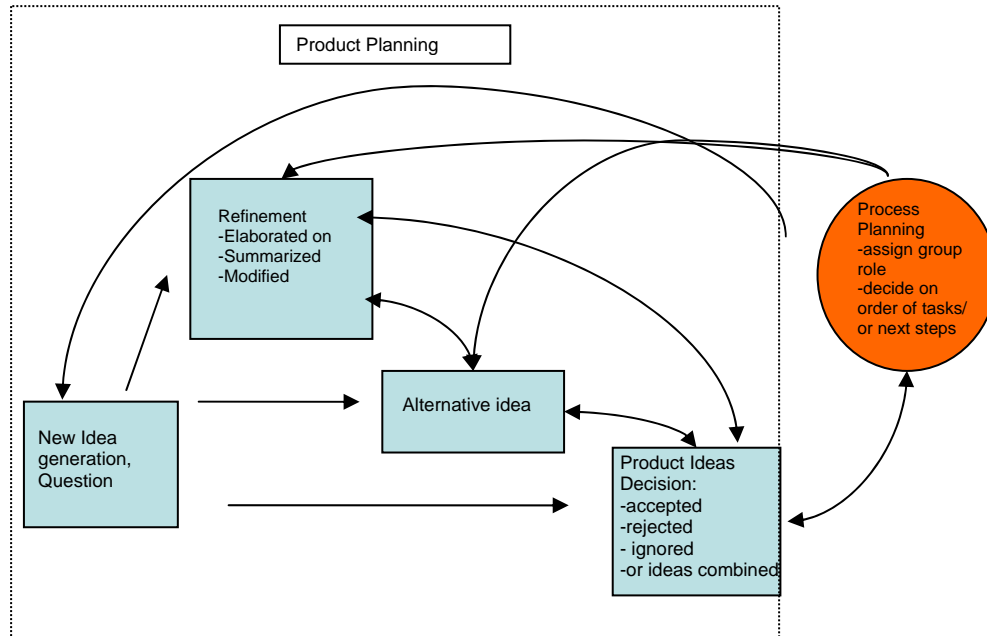 Product Planning
Refinement
-Elaborated on
-Summarized
-Modified
Process
Planning
-assign group
role
-decide on
order of tasks/
or next steps
Alternative idea
New Idea
generation,
Question
Product Ideas
Decision:
-accepted
-rejected
- ignored
-or ideas combined